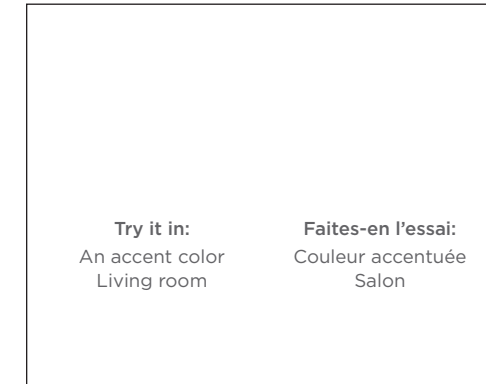 Try it in:
An accent color
Living room
Faites-en l’essai:
Couleur accentuée
Salon